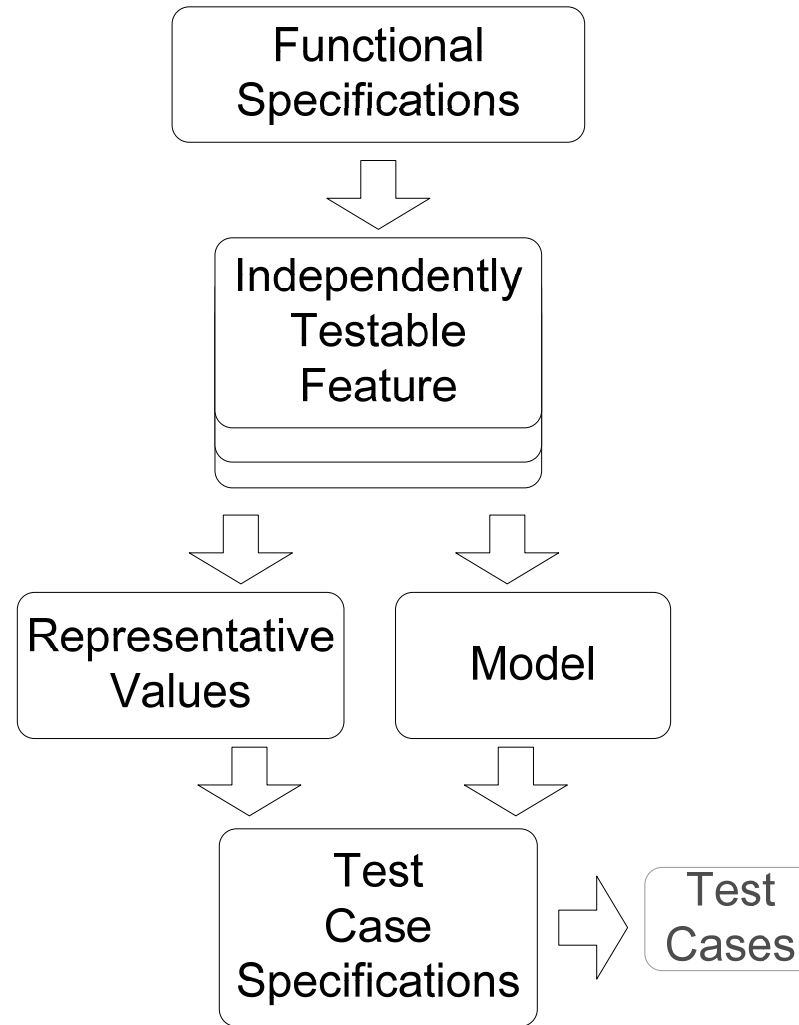 Functional
Specifications
Independently
Testable
Feature
Representative
Values
Model
Test
Case
Specifications
Test
Cases